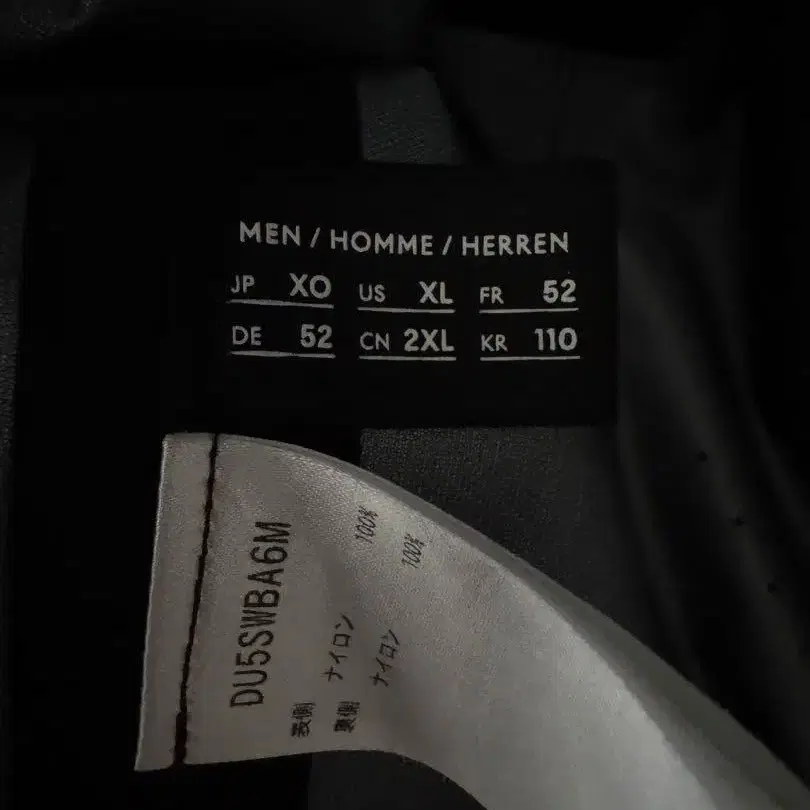 MEN / HOMME / HERREN
JP XO US XL FR 52
DE 52 CN 2XL KR 110
DU5SWBA6M
表側 ナイロン 100%
裏側 ナイロン 100%